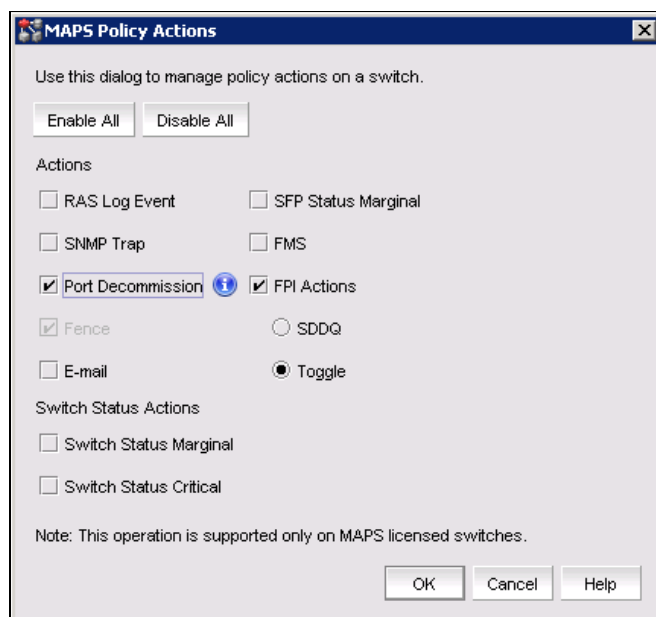 MAPS Policy Actions
Use this dialog to manage policy actions on a switch.
Enable All Disable All
Actions
RAS Log Event SFP Status Marginal
SNMP Trap FMS
Port Decommission FPI Actions
Fence SDDQ
E-mail Toggle
Switch Status Actions
Switch Status Marginal
Switch Status Critical
Note: This operation is supported only on MAPS licensed switches.
OK Cancel Help